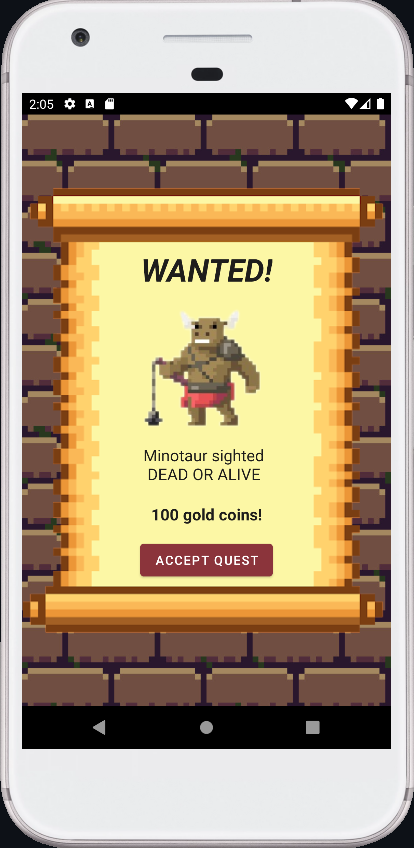 2:05
WANTED!
Minotaur sighted
DEAD OR ALIVE
100 gold coins!
ACCEPT QUEST